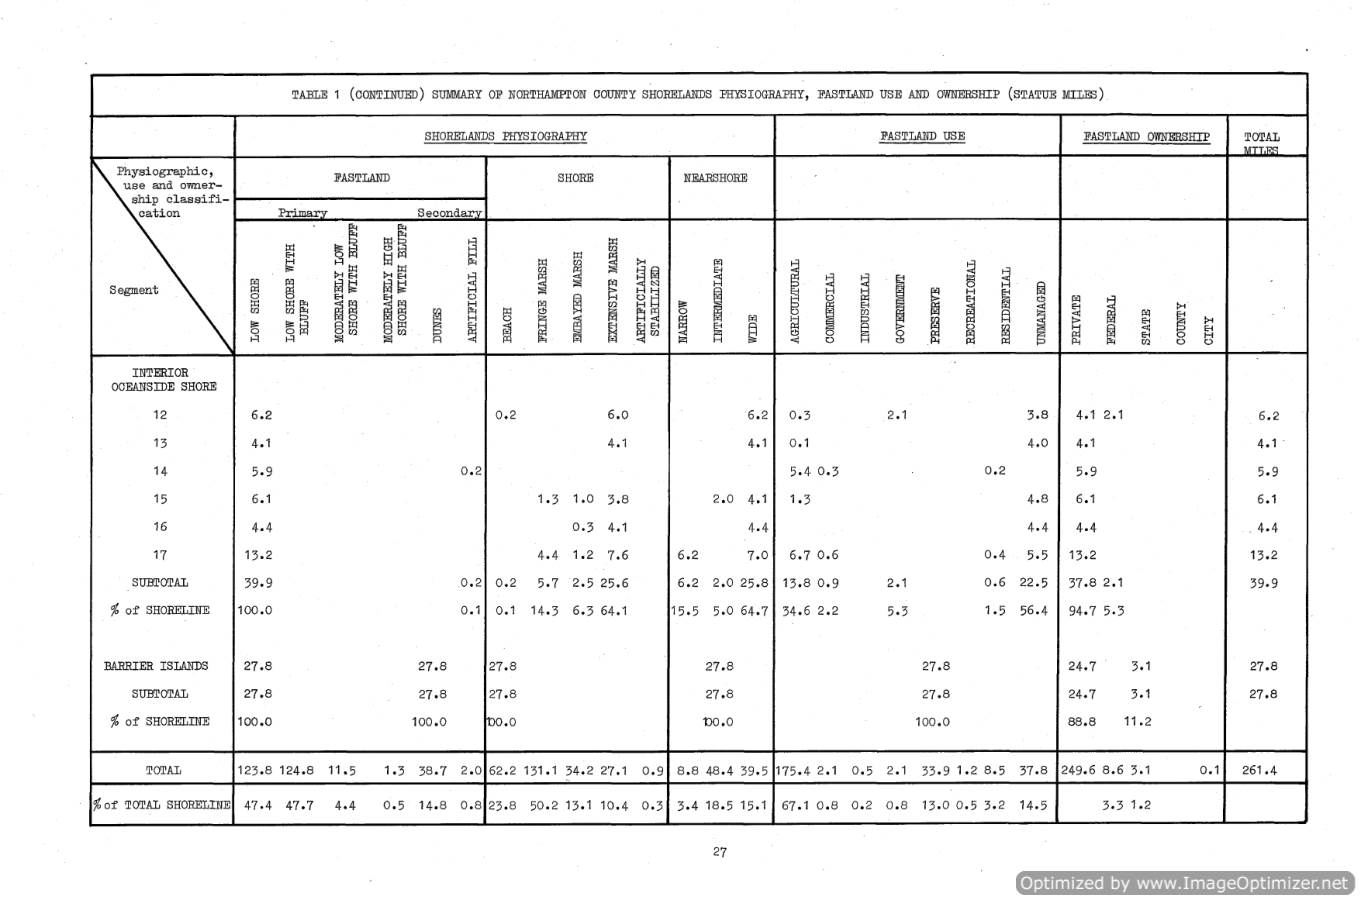 TABLE 1 (CONTINUED) SUMMARY OF NORTHAMPTON COUNTY SHORELANDS PHYSIOGRAPHY, FASTLAND USE AND OWNERSHIP (STATUE MILES)
SHORELANDS PHYSIOGRAPHY FASTLAND USE FASTLAND OWNERSHIP TOTAL MILES
Physiographic,
use and owner-
ship classifi-
cation
FASTLAND SHORE NEARSHORE
Primary Secondary
Segment
LOW SHORE
LOW SHORE WITH
BLUFF
MODERATELY LOW
SHORE WITH BLUFF
MODERATELY HIGH
SHORE WITH BLUFF
DUNES
ARTIFICIAL FILL
BEACH
FRINGE MARSH
EMBAYED MARSH
EXTENSIVE MARSH
ARTIFICIALLY
STABILIZED
NARROW
INTERMEDIATE
WIDE
AGRICULTURAL
COMMERCIAL
INDUSTRIAL
GOVERNMENT
PRESERVE
RECREATIONAL
RESIDENTIAL
UNMANAGED
PRIVATE
FEDERAL
STATE
COUNTY
CITY
INTERIOR
OCEANSIDE SHORE
12 6.2 0.2 6.0 6.2 0.3 2.1 3.8 4.1 2.1 6.2
13 4.1 4.1 4.1 0.1 4.0 4.1 4.1
14 5.9 0.2 5.4 0.3 0.2 5.9 5.9
15 6.1 1.3 1.0 3.8 2.0 4.1 1.3 4.8 6.1 6.1
16 4.4 0.3 4.1 4.4 4.4 4.4 4.4
17 13.2 4.4 1.2 7.6 6.2 7.0 6.7 0.6 0.4 5.5 13.2 13.2
SUBTOTAL 39.9 0.2 0.2 5.7 2.5 25.6 6.2 2.0 25.8 13.8 0.9 2.1 0.6 22.5 37.8 2.1 39.9
% of SHORELINE 100.0 0.1 0.1 14.3 6.3 64.1 15.5 5.0 64.7 34.6 2.2 5.3 1.5 56.4 94.7 5.3
BARRIER ISLANDS 27.8 27.8 27.8 27.8 27.8 24.7 3.1 27.8
SUBTOTAL 27.8 27.8 27.8 27.8 27.8 24.7 3.1 27.8
% of SHORELINE 100.0 100.0 100.0 100.0 100.0 88.8 11.2
TOTAL 123.8 124.8 11.5 1.3 38.7 2.0 62.2 131.1 34.2 27.1 0.9 8.8 48.4 39.5 175.4 2.1 0.5 2.1 33.9 1.2 8.5 37.8 249.6 8.6 3.1 0.1 261.4
% of TOTAL SHORELINE 47.4 47.7 4.4 0.5 14.8 0.8 23.8 50.2 13.1 10.4 0.3 3.4 18.5 15.1 67.1 0.8 0.2 0.8 13.0 0.5 3.2 14.5 3.3 1.2
27
Optimized by www.ImageOptimizer.net